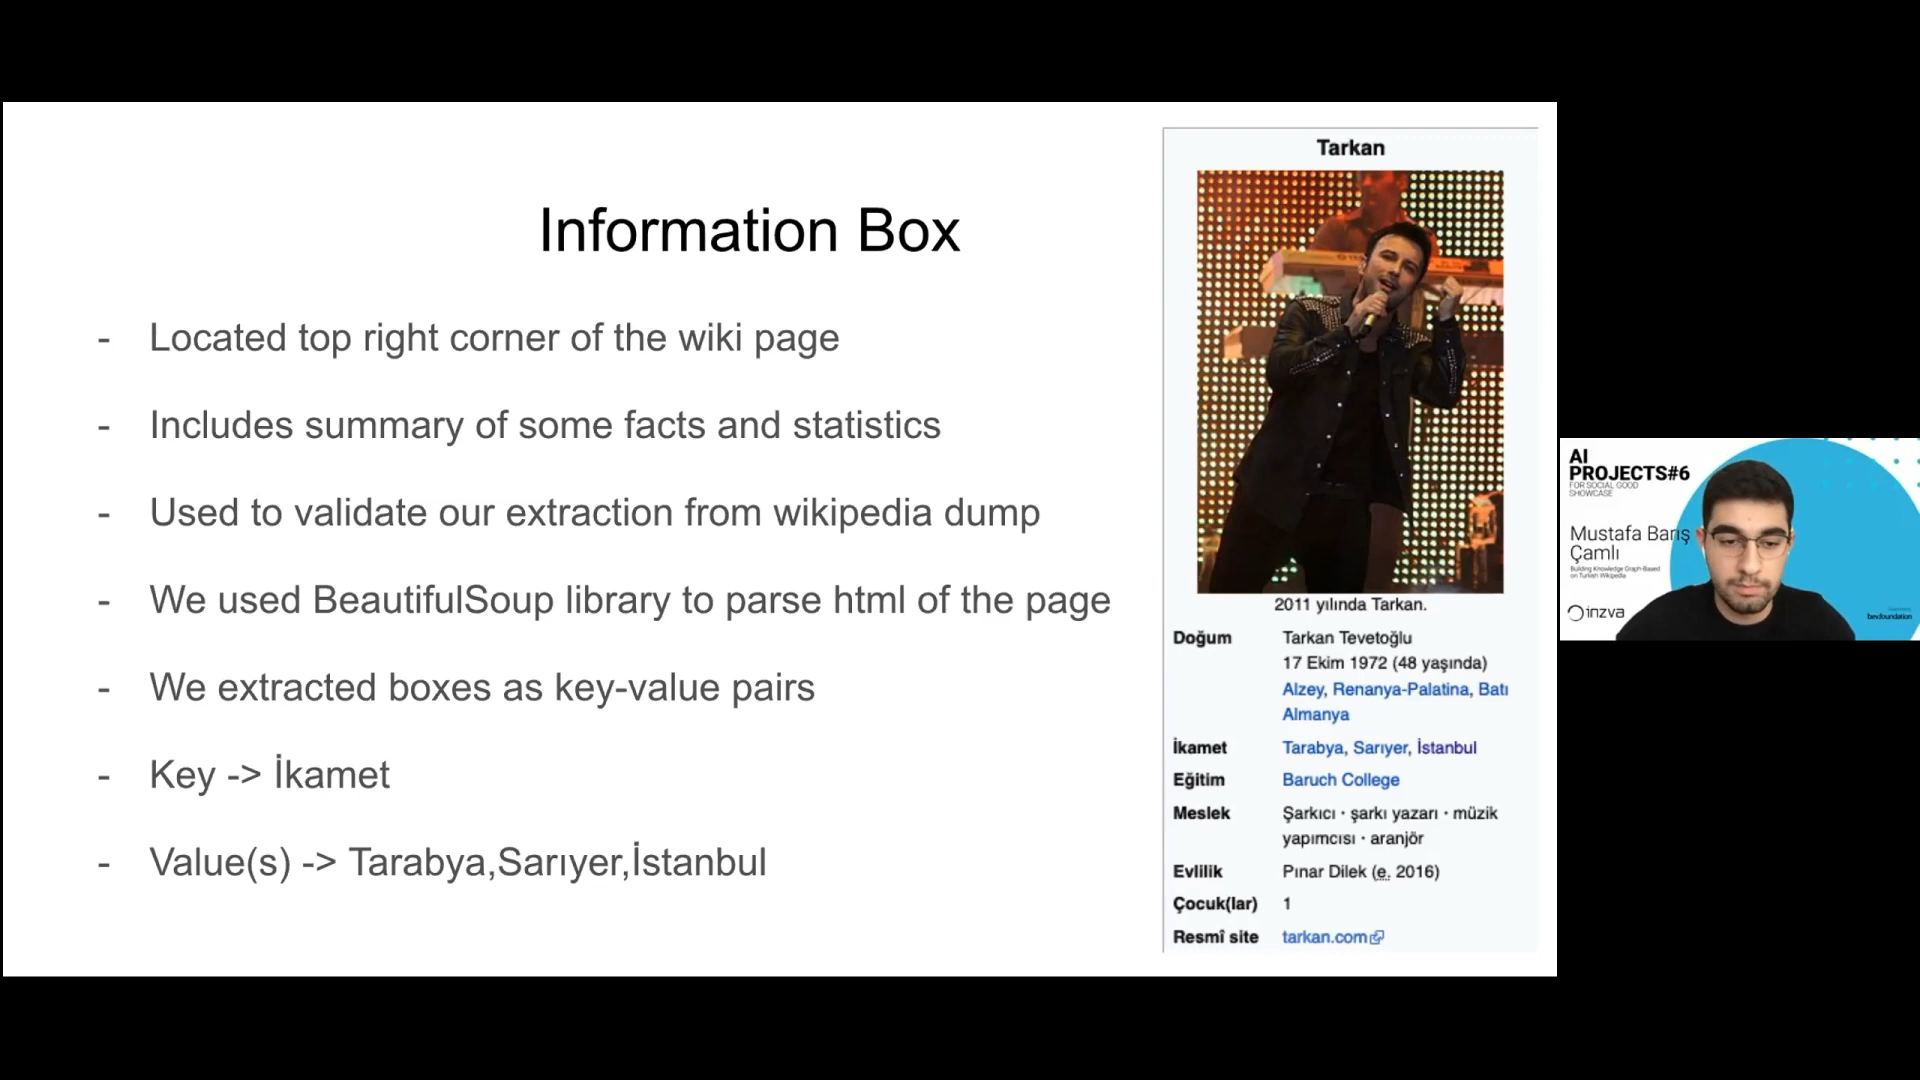 Information Box
- Located top right corner of the wiki page
- Includes summary of some facts and statistics
- Used to validate our extraction from wikipedia dump
- We used BeautifulSoup library to parse html of the page
- We extracted boxes as key-value pairs
- Key -> İkamet
- Value(s) -> Tarabya,Sarıyer,İstanbul
Tarkan
2011 yılında Tarkan.
Doğum Tarkan Tevetoğlu
17 Ekim 1972 (48 yaşında)
Alzey, Renanya-Palatina, Batı
Almanya
İkamet Tarabya, Sarıyer, İstanbul
Eğitim Baruch College
Meslek Şarkıcı · şarkı yazarı · müzik
yapımcısı · aranjör
Evlilik Pınar Dilek (e. 2016)
Çocuk(lar) 1
Resmî site tarkan.com
AI
PROJECTS#6
FOR SOCIAL GOOD
SHOWCASE
Mustafa Barış
Çamlı
Building Knowledge Graph-Based
on Turkish Wikipedia
inzva
bev.foundation